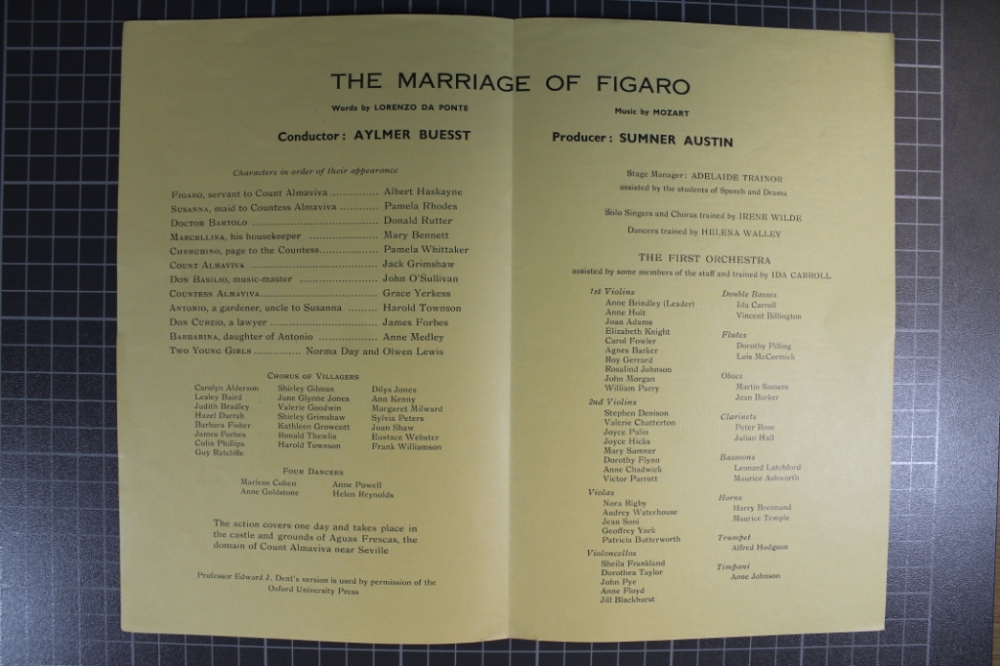 THE MARRIAGE OF FIGARO
Words by LORENZO DA PONTE
Music by MOZART
Conductor: AYLMER BUESST
Producer: SUMNER AUSTIN
Characters in order of their appearance
FIGARO, servant to Count Almaviva ............... Albert Haskayne
SUSANNA, maid to Countess Almaviva ............ Pamela Rhodes
DOCTOR BARTOLO ....................................... Donald Rutter
MARCELLINA, his housekeeper ..................... Mary Bennett
CHERUBINO, page to the Countess.................. Pamela Whittaker
COUNT ALMAVIVA ....................................... Jack Grimshaw
DON BASILIO, music-master ........................ John O'Sullivan
COUNTESS ALMAVIVA.................................... Grace Yerkess
ANTONIO, a gardener, uncle to Susanna ......... Harold Townson
DON CURZIO, a lawyer ................................. James Forbes
BARBARINA, daughter of Antonio .................. Anne Medley
TWO YOUNG GIRLS ............... Norma Day and Olwen Lewis
CHORUS OF VILLAGERS
Carolyn Alderson
Lesley Baird
Judith Bradley
Hazel Darrah
Barbara Fisher
James Forbes
Colin Phillips
Guy Ratcliffe
Shirley Gilman
June Glynne Jones
Valerie Goodwin
Shirley Grimshaw
Kathleen Growcott
Ronald Thewlis
Harold Townson
Dilys Jones
Ann Kenny
Margaret Milward
Sylvia Peters
Joan Shaw
Eustace Webster
Frank Williamson
FOUR DANCERS
Marlene Cohen
Anne Goldstone
Anne Powell
Helen Reynolds
The action covers one day and takes place in
the castle and grounds of Aguas Frescas, the
domain of Count Almaviva near Seville
Professor Edward J. Dent's version is used by permission of the
Oxford University Press
Stage Manager: ADELAIDE TRAINOR
assisted by the students of Speech and Drama
Solo Singers and Chorus trained by IRENE WILDE
Dancers trained by HELENA WALLEY
THE FIRST ORCHESTRA
assisted by some members of the staff and trained by IDA CARROLL
1st Violins
Anne Brindley (Leader)
Anne Holt
Joan Adams
Elizabeth Knight
Carol Fowler
Agnes Barker
Roy Gerrard
Rosalind Johnson
John Morgan
William Parry
2nd Violins
Stephen Denison
Valerie Chatterton
Joyce Palin
Joyce Hicks
Mary Sumner
Dorothy Flynn
Anne Chadwick
Victor Parrott
Violas
Nora Rigby
Audrey Waterhouse
Jean Soni
Geoffrey York
Patricia Butterworth
Violoncellos
Sheila Frankland
Dorothea Taylor
John Pye
Anne Floyd
Jill Blackhurst
Double Basses
Ida Carroll
Vincent Billington
Flutes
Dorothy Pilling
Lois McCormick
Oboes
Martin Somers
Jean Barker
Clarinets
Peter Rose
Julian Hall
Bassoons
Leonard Latchford
Maurice Ashworth
Horns
Harry Brennand
Maurice Temple
Trumpet
Alfred Hodgson
Timpani
Anne Johnson